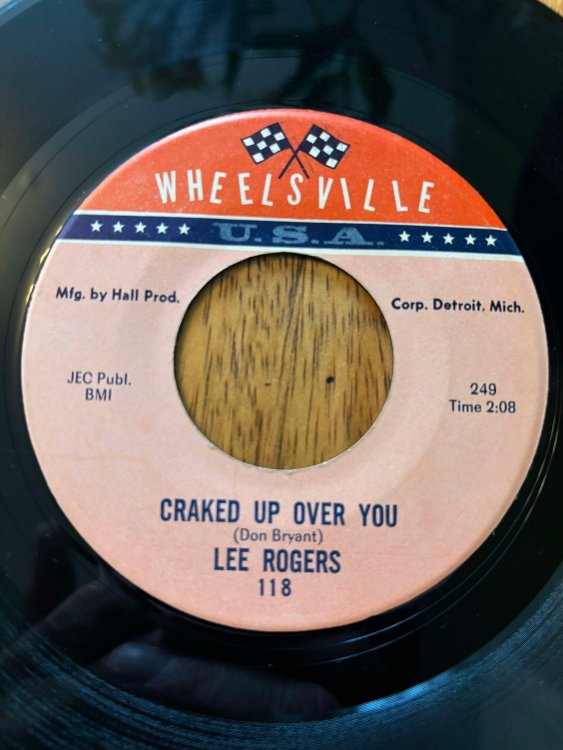 WHEELSVILLE
U.S.A.
Mfg. by Hall Prod.
Corp. Detroit, Mich.
JEC Publ.
BMI
249
Time 2:08
CRAKED UP OVER YOU
(Don Bryant)
LEE ROGERS
118